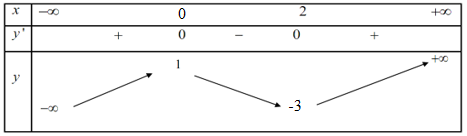 x −∞ 0 2 +∞
y' + 0 − 0 +
y −∞ 1 -3 +∞